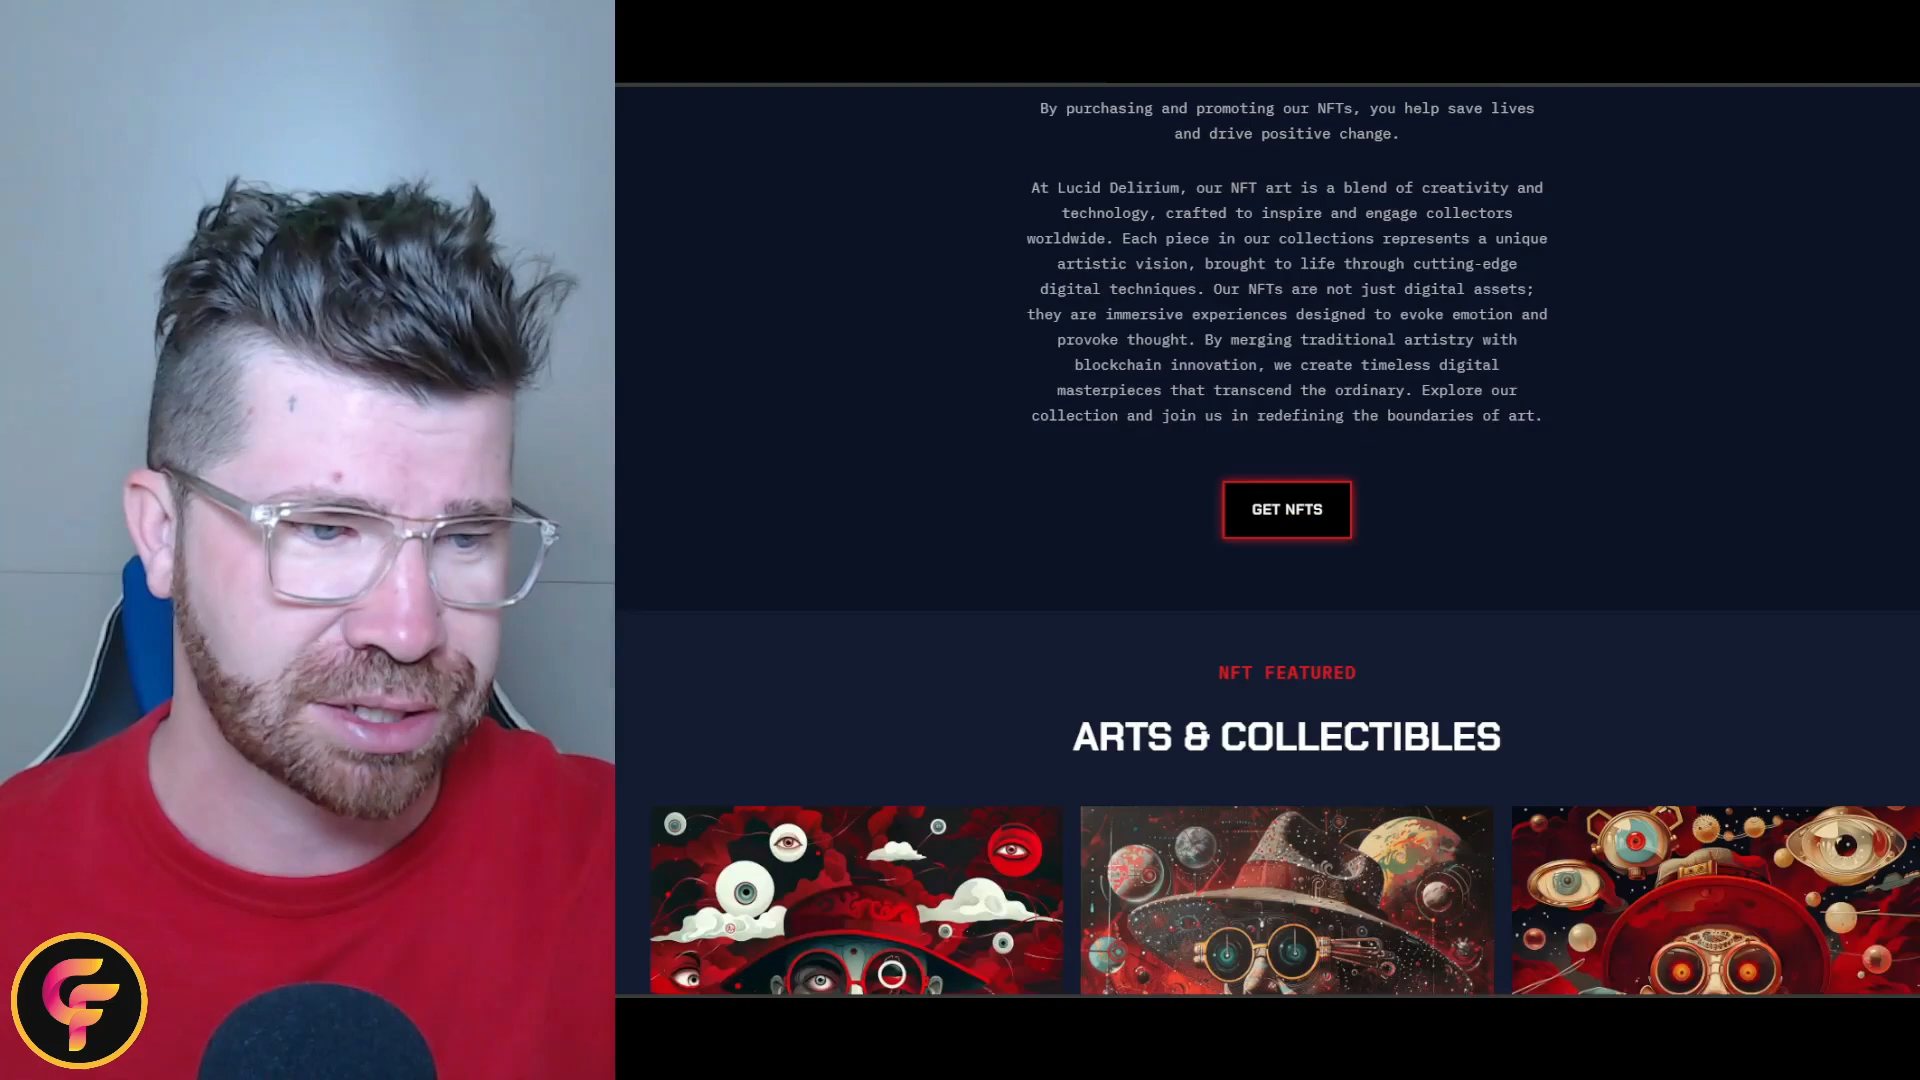 By purchasing and promoting our NFTs, you help save lives
and drive positive change.
At Lucid Delirium, our NFT art is a blend of creativity and
technology, crafted to inspire and engage collectors
worldwide. Each piece in our collections represents a unique
artistic vision, brought to life through cutting-edge
digital techniques. Our NFTs are not just digital assets;
they are immersive experiences designed to evoke emotion and
provoke thought. By merging traditional artistry with
blockchain innovation, we create timeless digital
masterpieces that transcend the ordinary. Explore our
collection and join us in redefining the boundaries of art.
GET NFTS
NFT FEATURED
ARTS & COLLECTIBLES